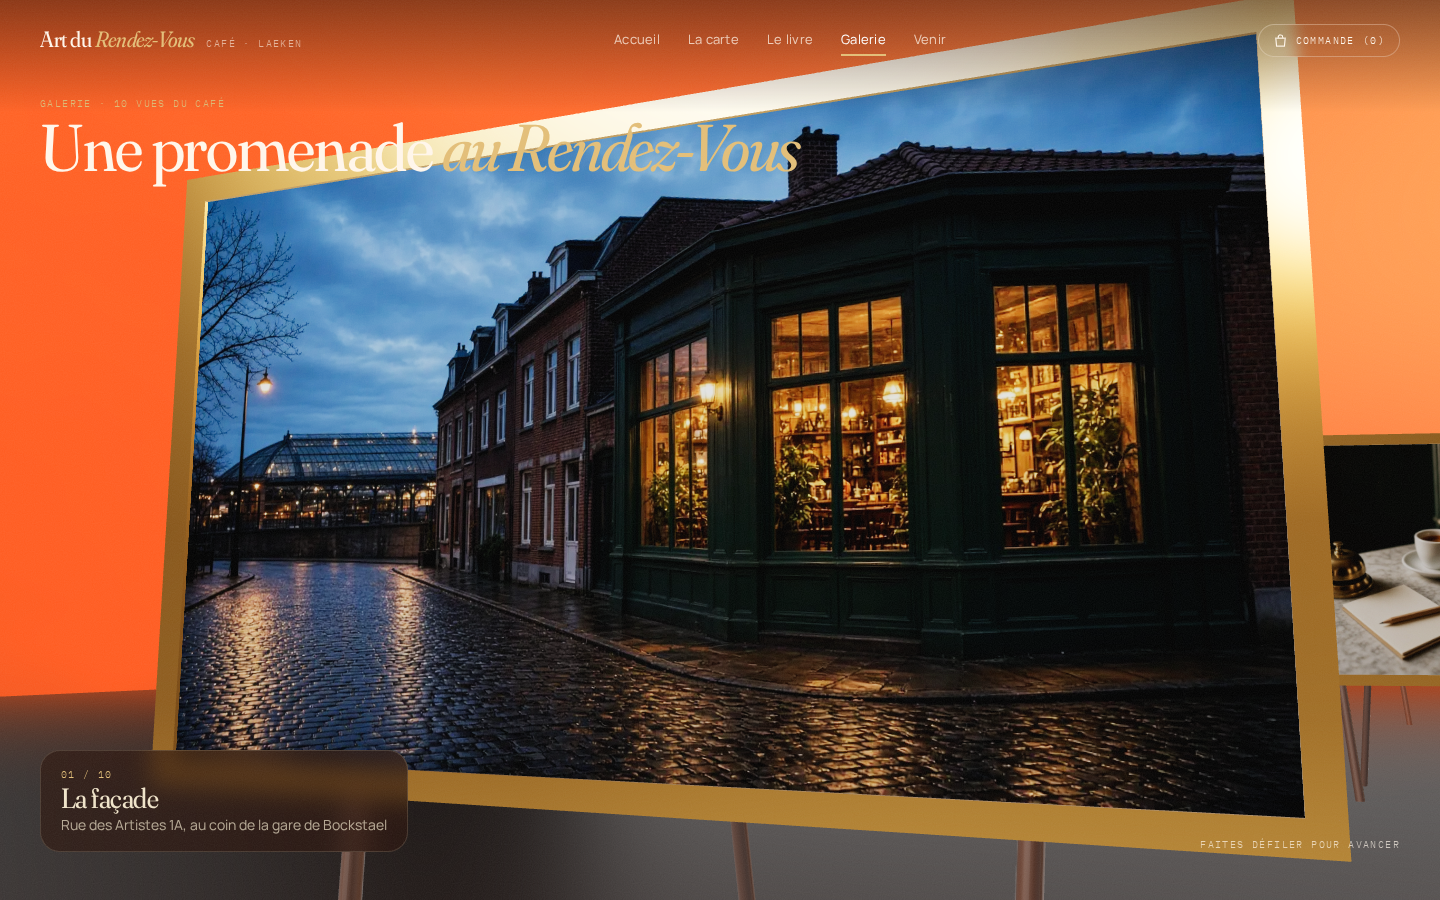 Art du Rendez-Vous CAFÉ · LAEKEN
Accueil
La carte
Le livre
Galerie
Venir
COMMANDE (0)
GALERIE · 10 VUES DU CAFÉ
Une promenade au Rendez-Vous
01 / 10
La façade
Rue des Artistes 1A, au coin de la gare de Bockstael
FAITES DÉFILER POUR AVANCER